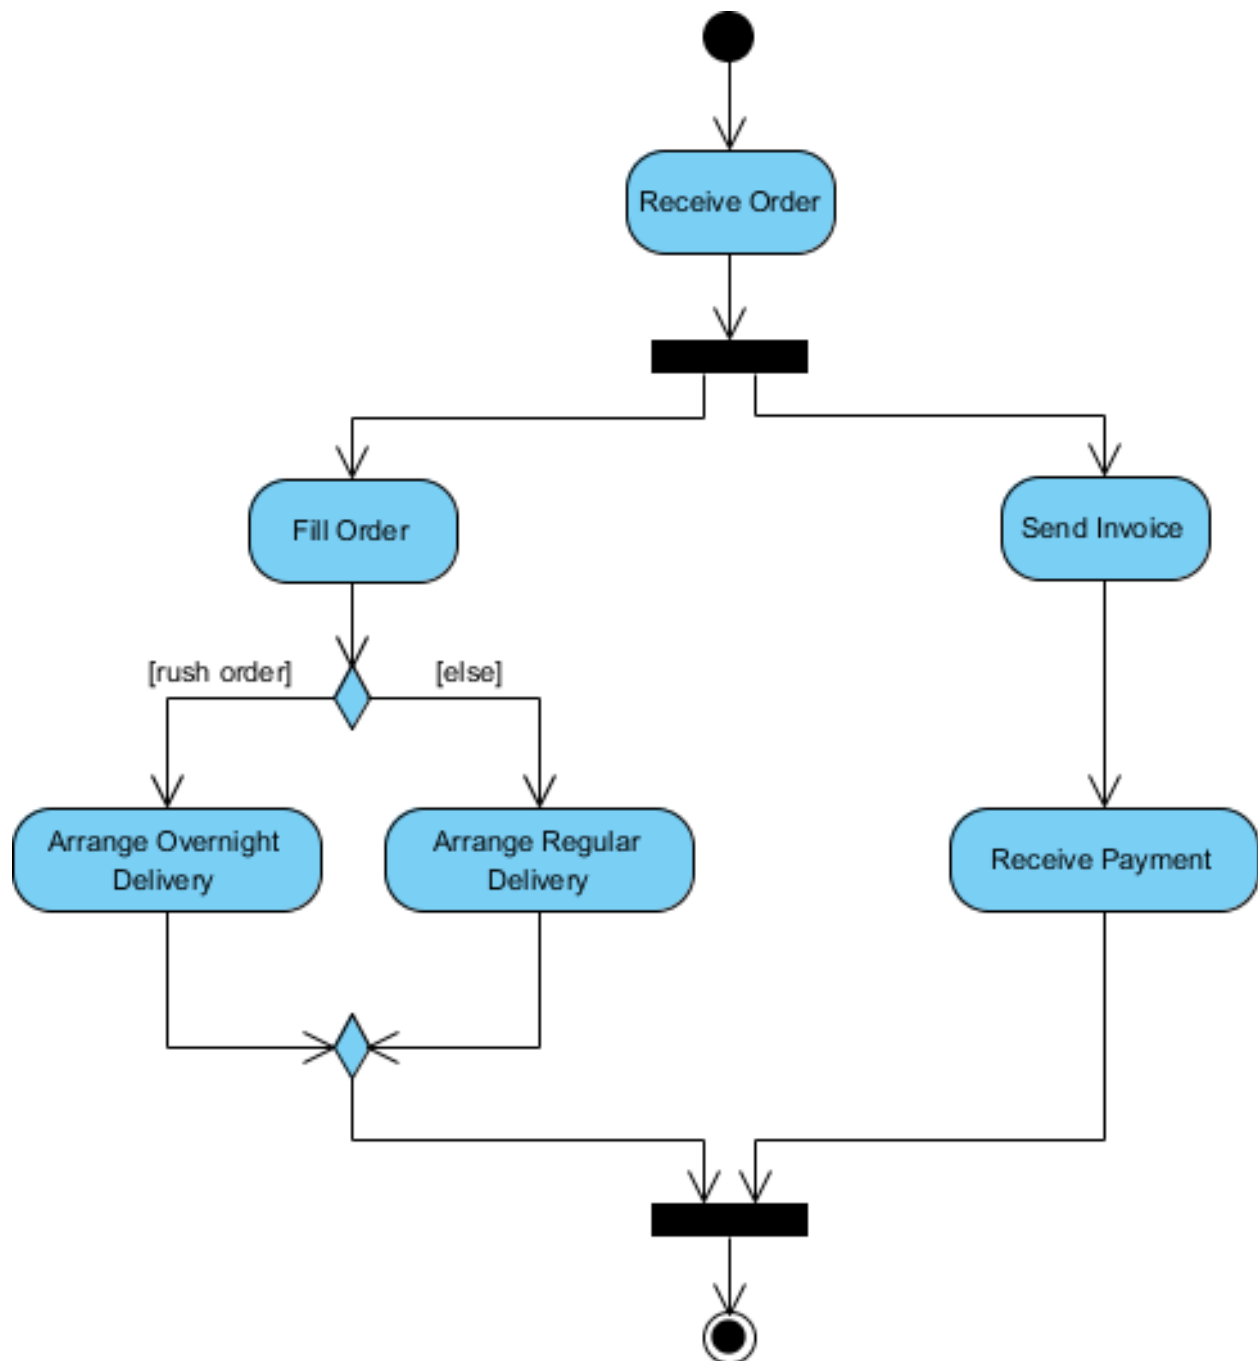 Receive Order
Fill Order
Send Invoice
[rush order]
[else]
Arrange Overnight
Delivery
Arrange Regular
Delivery
Receive Payment